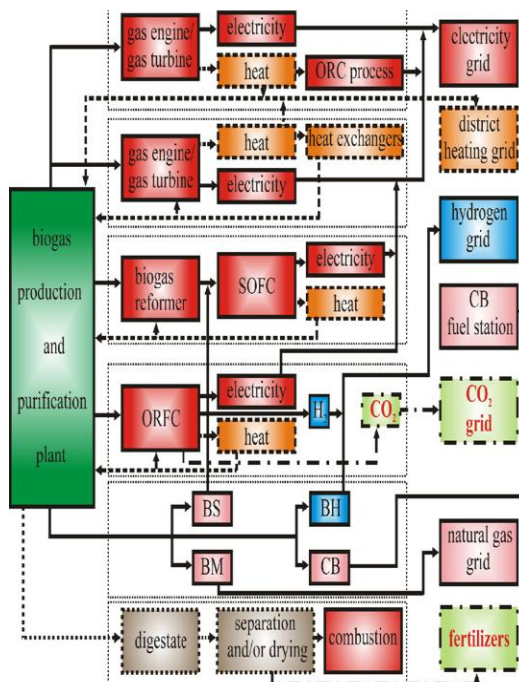 gas engine/
gas turbine
electricity
heat
ORC process
electricity
grid
district
heating grid
gas engine/
gas turbine
heat
heat exchangers
electricity
biogas
production
and
purification
plant
biogas
reformer
SOFC
electricity
heat
hydrogen
grid
CB
fuel station
ORFC
electricity
heat
H2
CO2
CO2
grid
BS
BH
BM
CB
natural gas
grid
digestate
separation
and/or drying
combustion
fertilizers